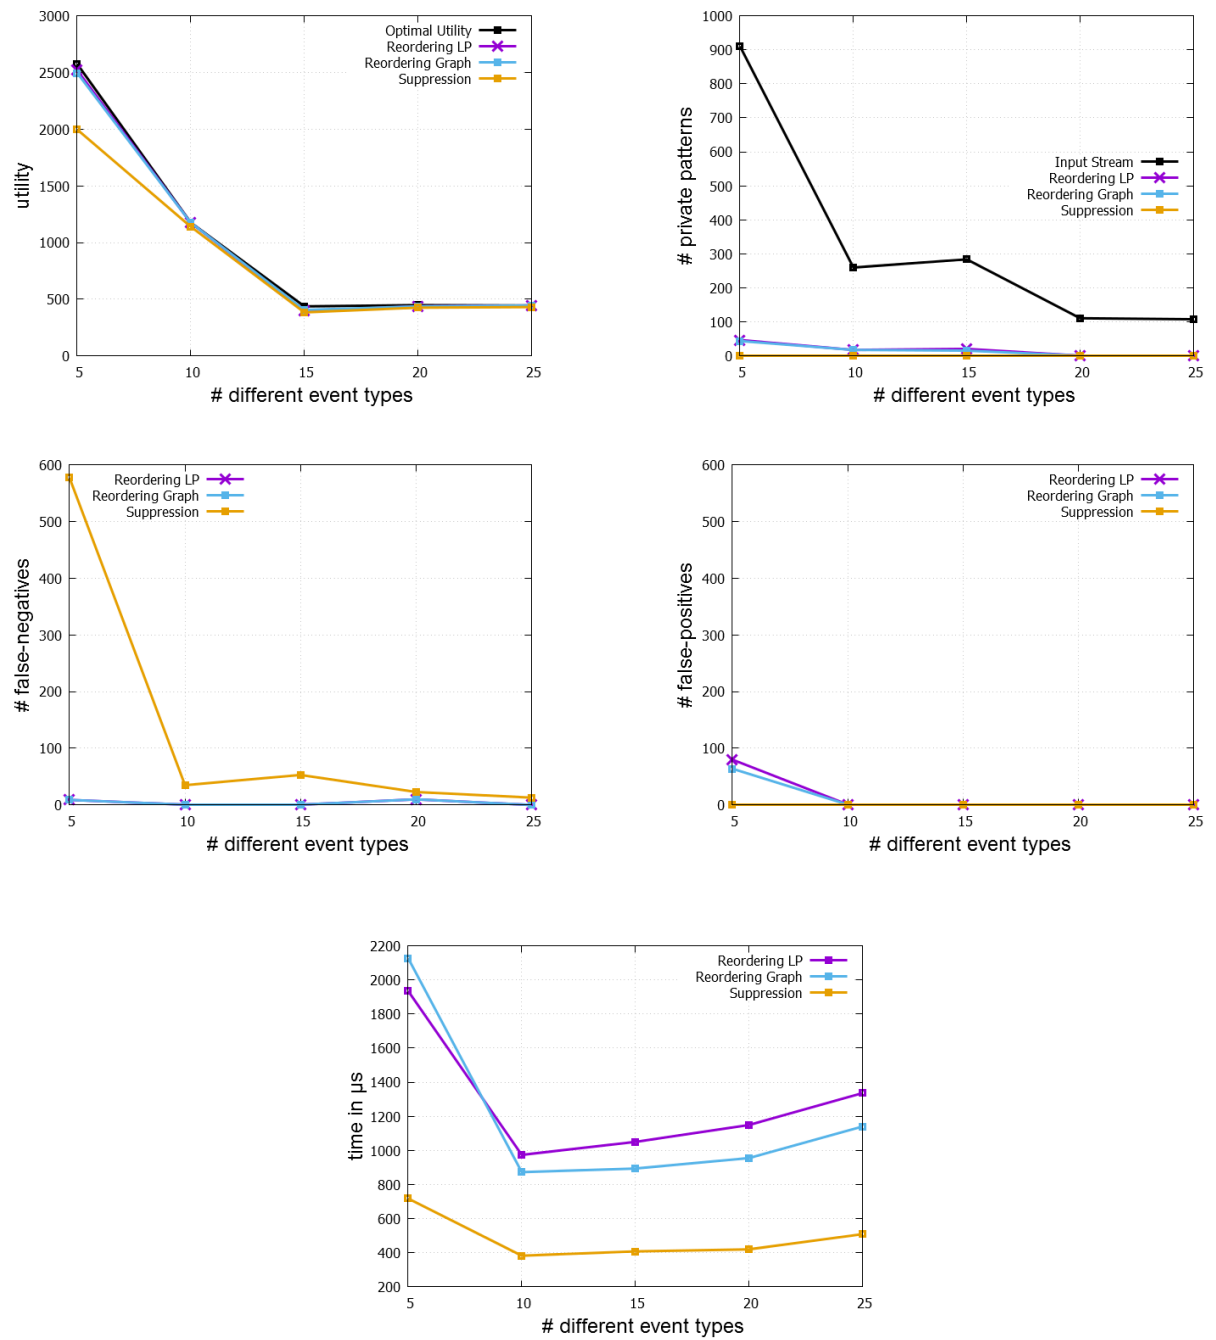 3000
2500
2000
1500
1000
500
0
utility
Optimal Utility
Reordering LP
Reordering Graph
Suppression
5 10 15 20 25
# different event types
1000
900
800
700
600
500
400
300
200
100
0
# private patterns
Input Stream
Reordering LP
Reordering Graph
Suppression
5 10 15 20 25
# different event types
600
500
400
300
200
100
0
# false-negatives
Reordering LP
Reordering Graph
Suppression
5 10 15 20 25
# different event types
600
500
400
300
200
100
0
# false-positives
Reordering LP
Reordering Graph
Suppression
5 10 15 20 25
# different event types
2200
2000
1800
1600
1400
1200
1000
800
600
400
200
time in µs
Reordering LP
Reordering Graph
Suppression
5 10 15 20 25
# different event types